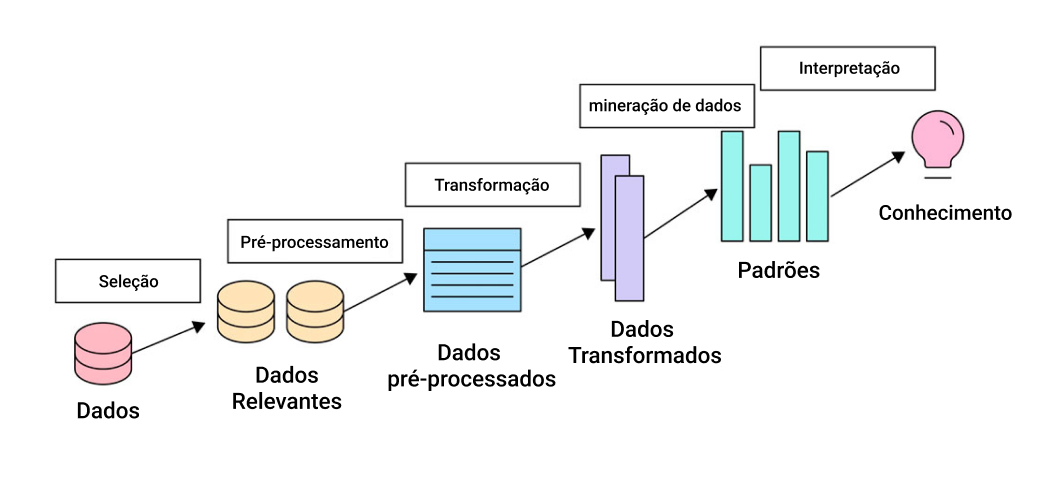 Interpretação
mineração de dados
Transformação
Pré-processamento
Seleção
Conhecimento
Padrões
Dados
Transformados
Dados
pré-processados
Dados
Relevantes
Dados